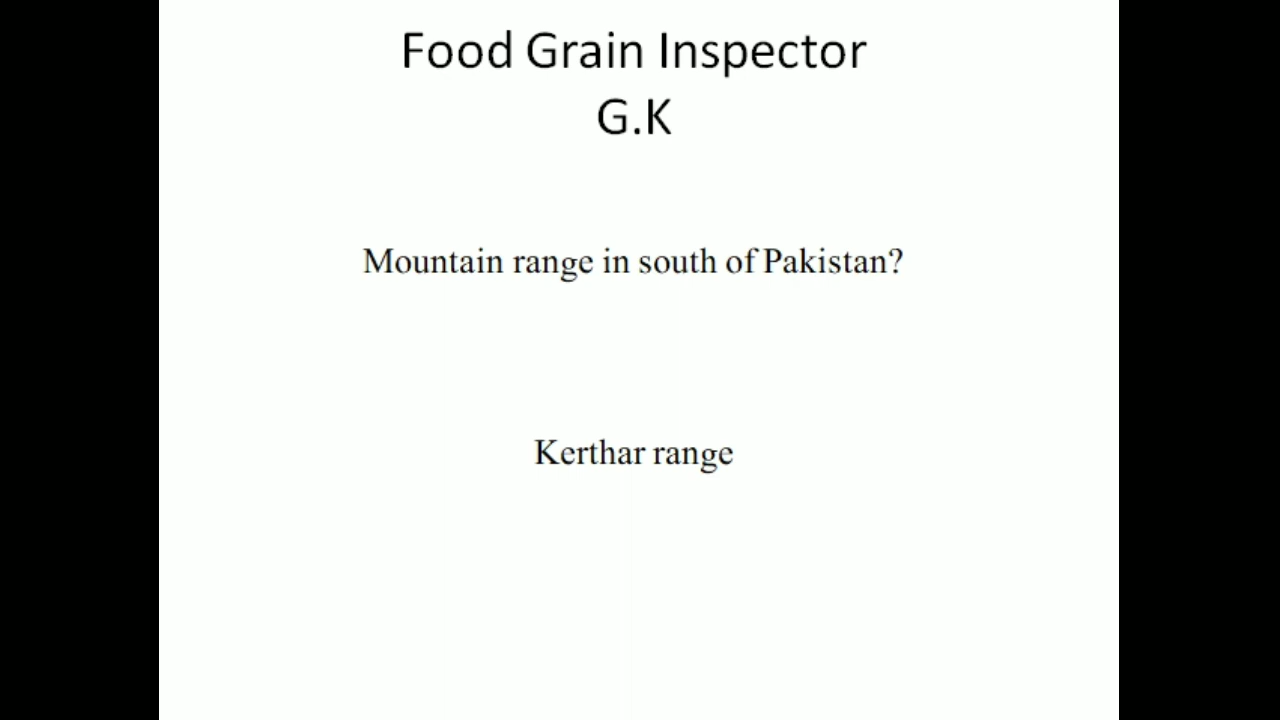 Food Grain Inspector
G.K
Mountain range in south of Pakistan?
Kerthar range